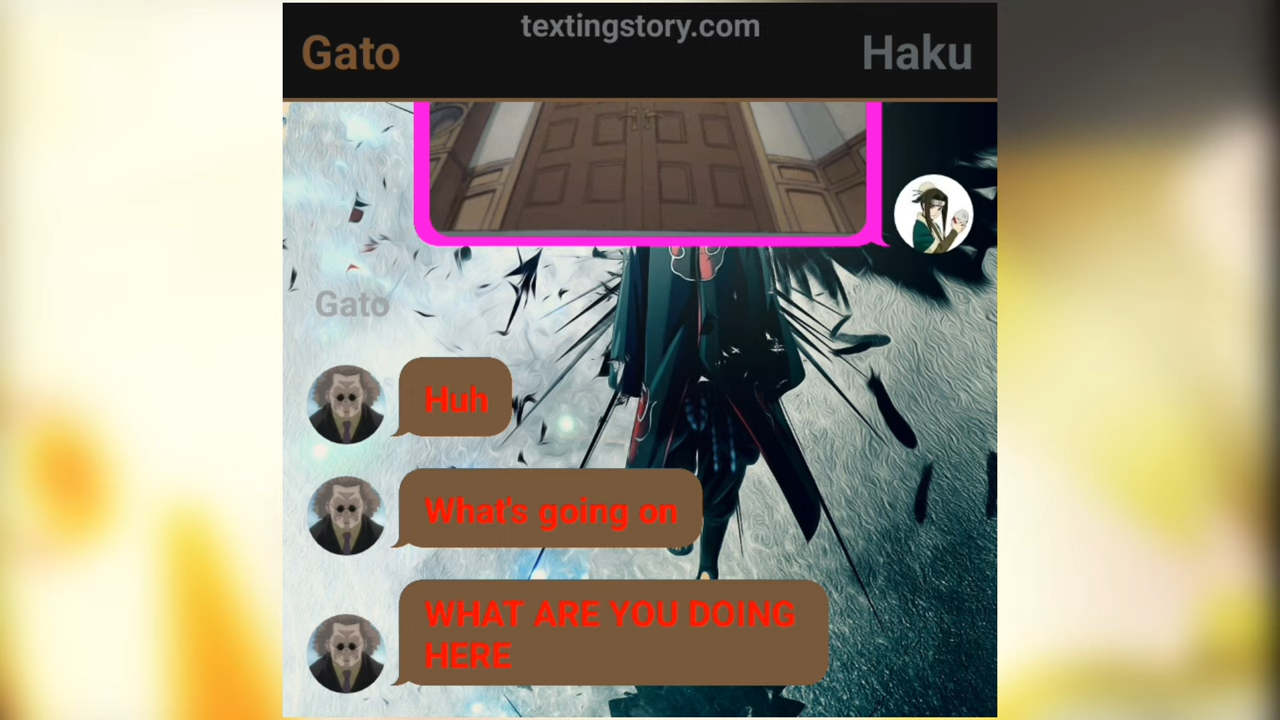 textingstory.com
Gato
Haku
Gato
Huh
What's going on
WHAT ARE YOU DOING
HERE